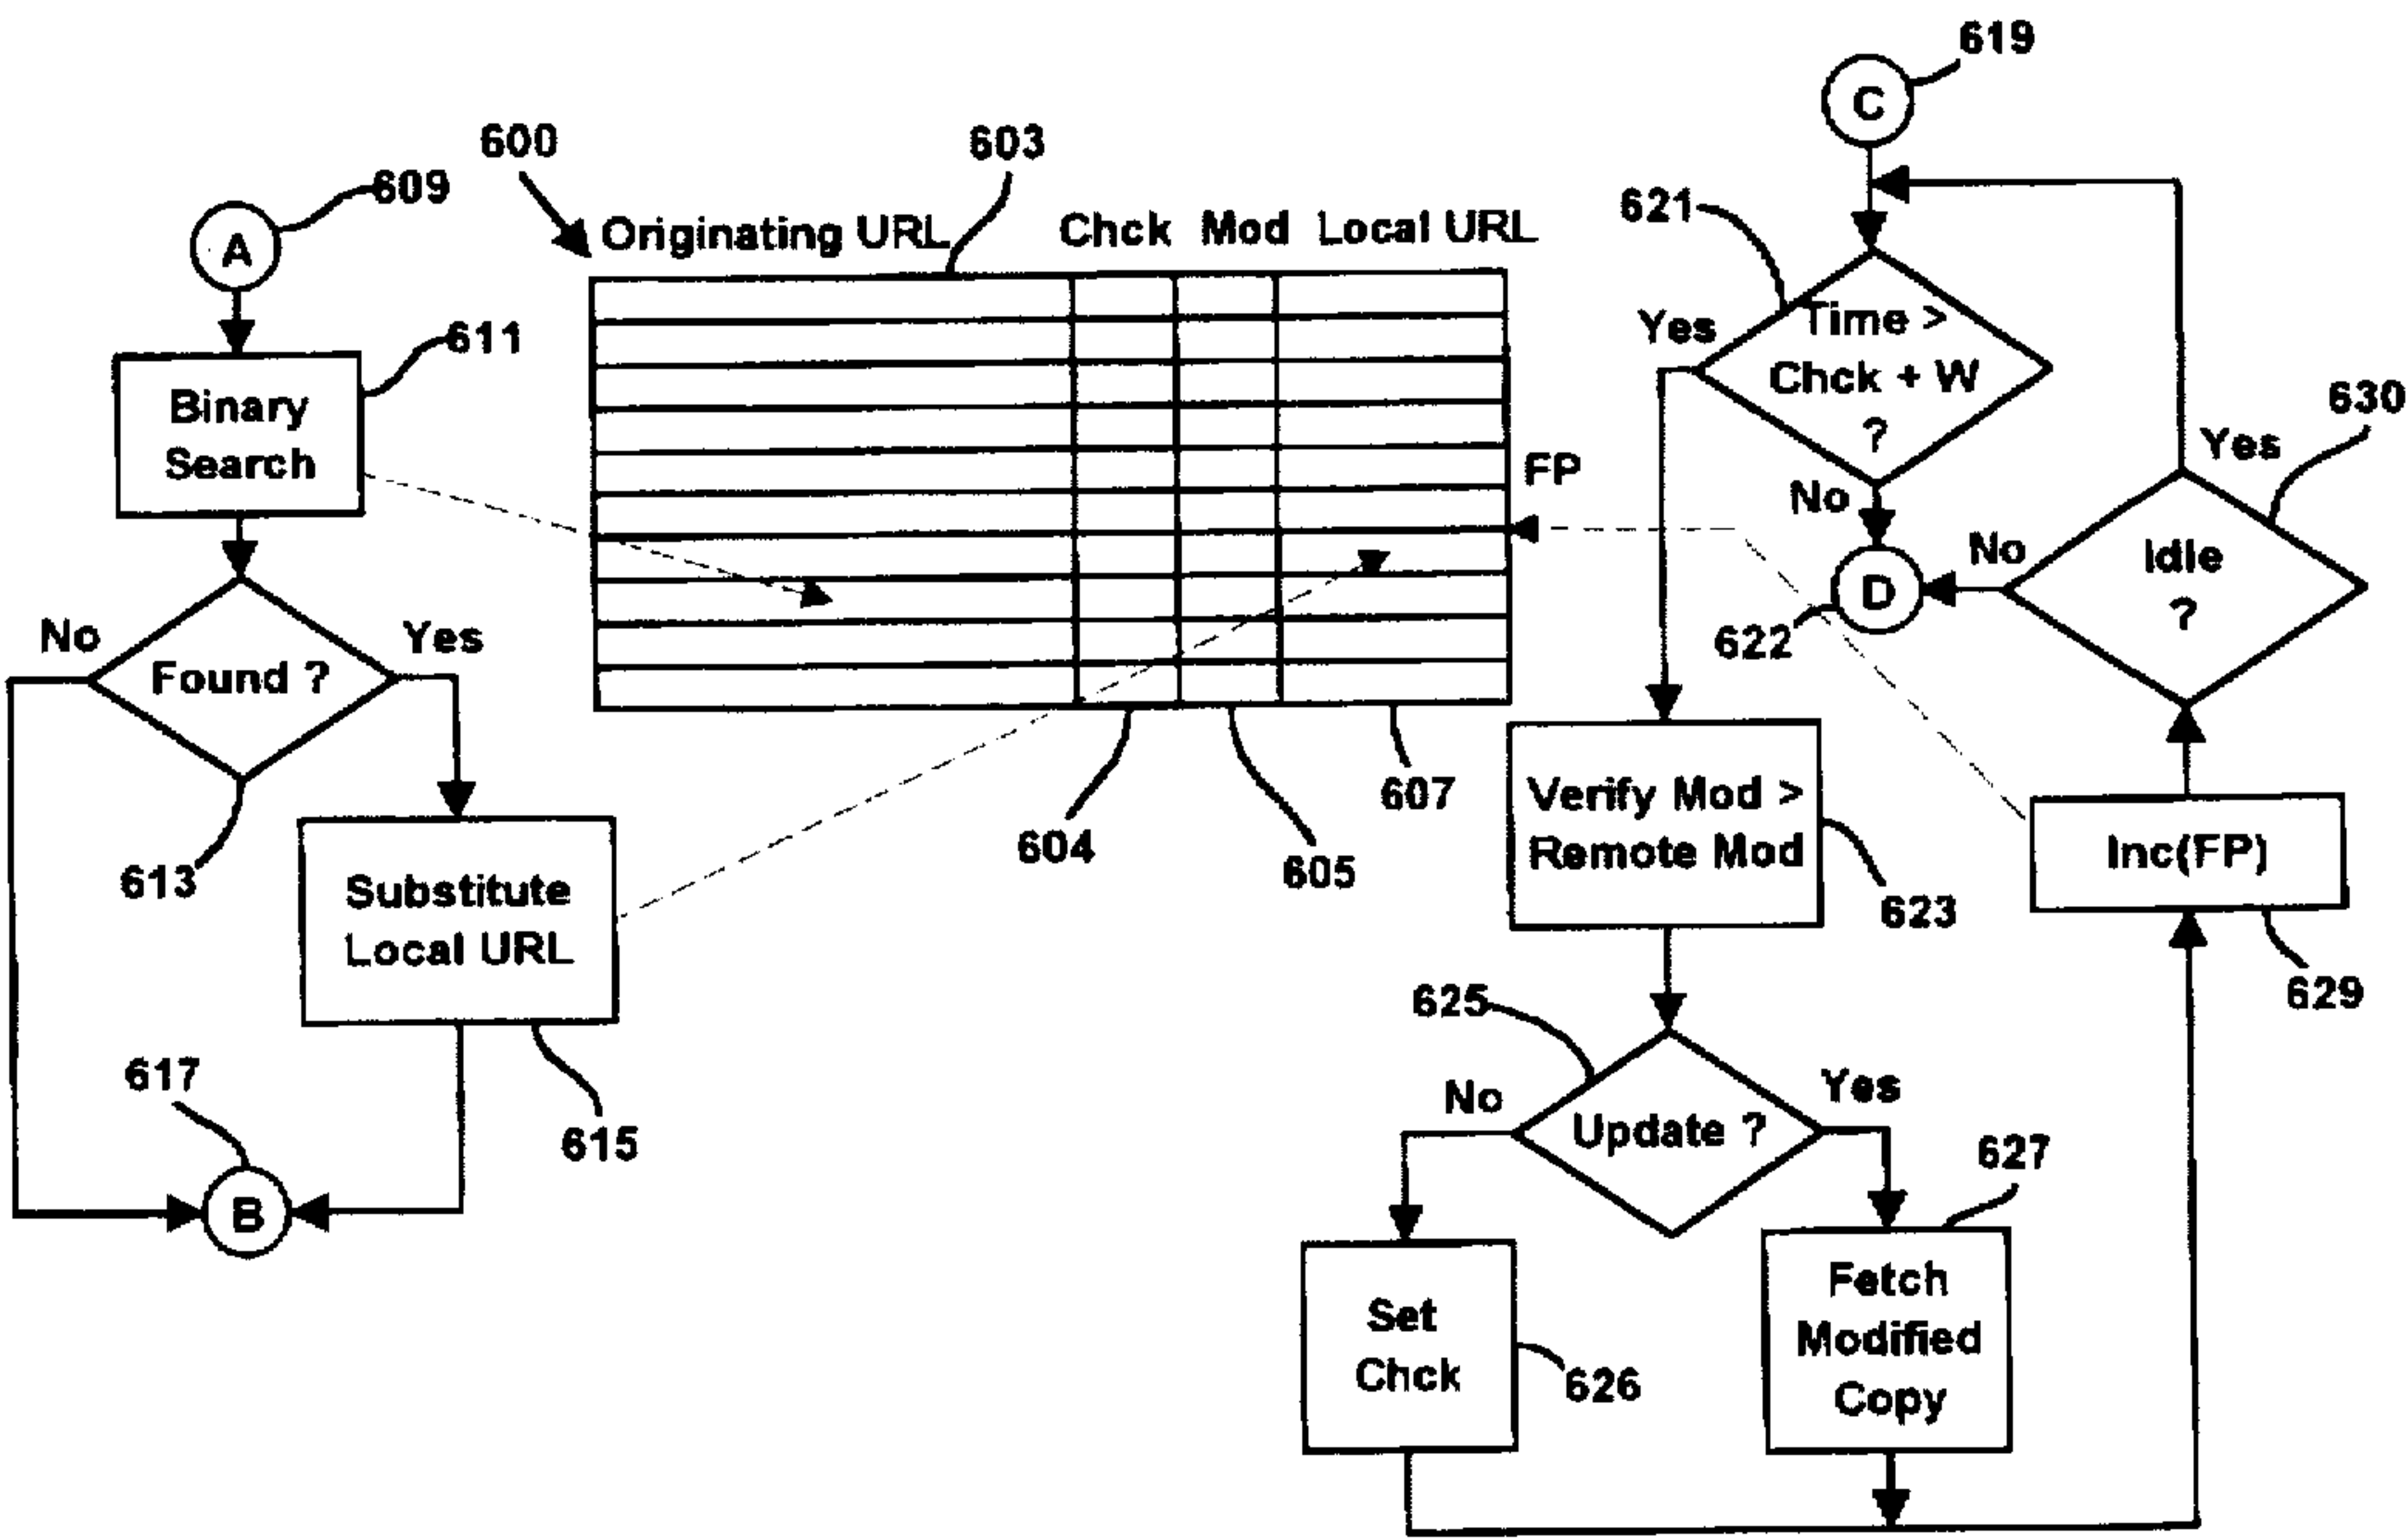 609
A
611
Binary
Search
No
Yes
Found ?
613
Substitute
Local URL
615
617
B
600
603
Originating URL
Chck
Mod
Local URL
FP
604
605
607
619
C
621
Yes
Time >
Chck + W
?
No
D
622
630
Yes
No
Idle
?
Verify Mod >
Remote Mod
623
Inc(FP)
629
625
No
Yes
Update ?
627
Set
Chck
626
Fetch
Modified
Copy